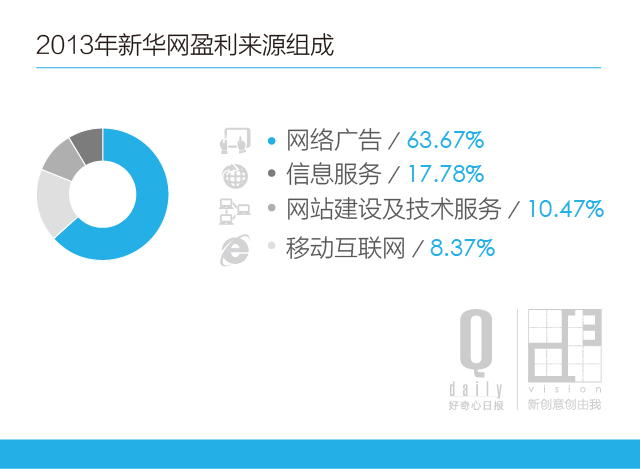 2013年新华网盈利来源组成
网络广告 / 63.67%
信息服务 / 17.78%
网站建设及技术服务 / 10.47%
移动互联网 / 8.37%
Q
daily
好奇心日报
d3
vision
新创意创由我